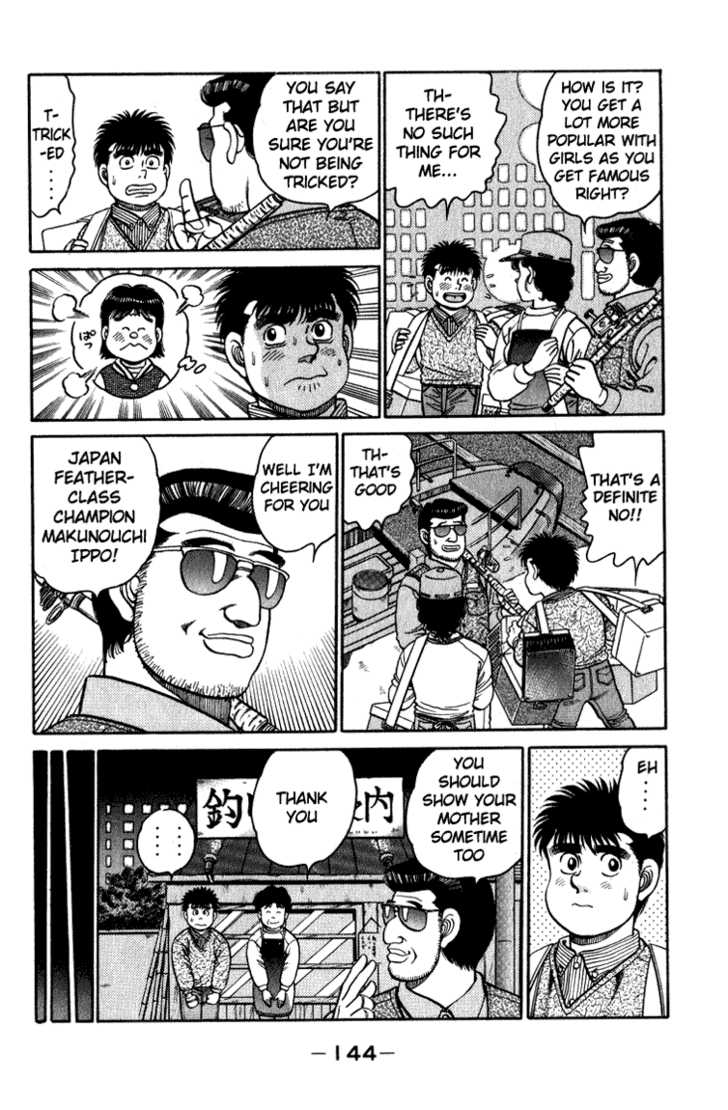 HOW IS IT?
YOU GET A
LOT MORE
POPULAR WITH
GIRLS AS YOU
GET FAMOUS
RIGHT?
TH-
THERE'S
NO SUCH
THING FOR
ME...
YOU SAY
THAT BUT
ARE YOU
SURE YOU'RE
NOT BEING
TRICKED?
T-
TRICK
-ED
....
ぽっ
THAT'S A
DEFINITE
NO!!
TH-
THAT'S
GOOD
WELL I'M
CHEERING
FOR YOU
JAPAN
FEATHER-
CLASS
CHAMPION
MAKUNOUCHI
IPPO!
EH
...
YOU
SHOULD
SHOW YOUR
MOTHER
SOMETIME
TOO
THANK
YOU
....
釣 内
-144-